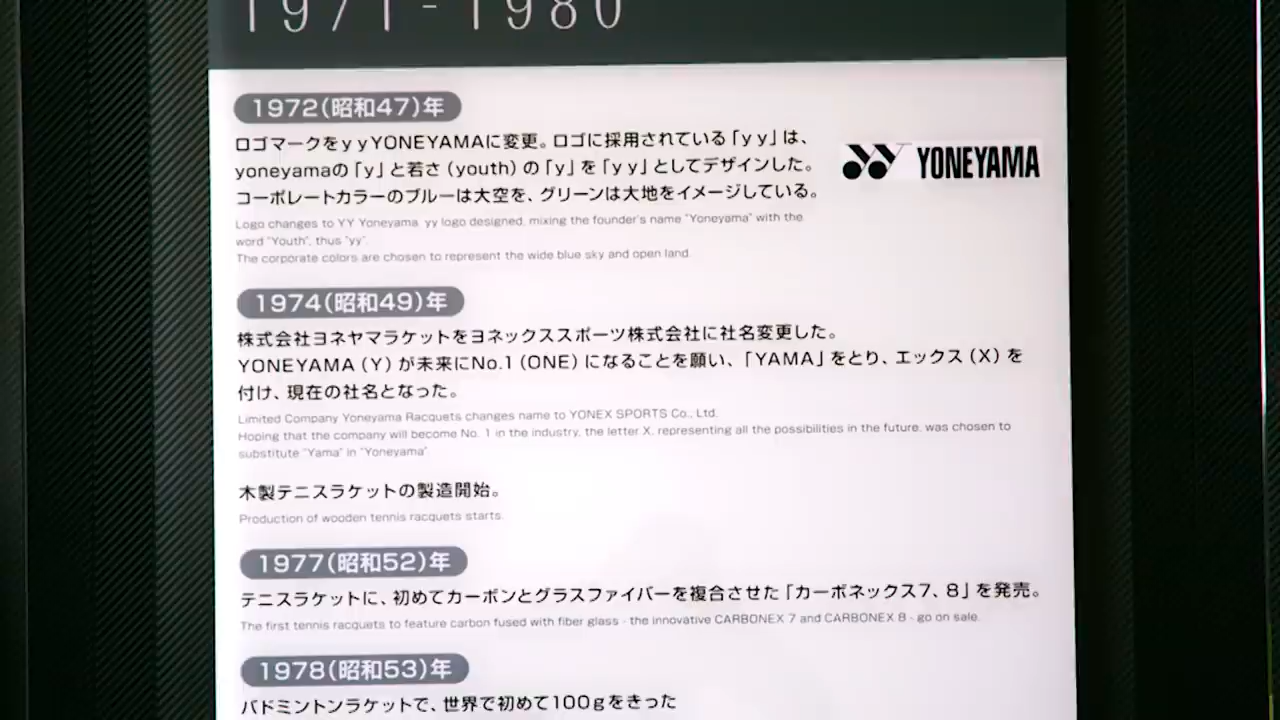 1971-1980
1972(昭和47)年
ロゴマークをyyYONEYAMAに変更。ロゴに採用されている「yy」は、
yoneyamaの「y」と若さ(youth)の「y」を「yy」としてデザインした。
コーポレートカラーのブルーは大空を、グリーンは大地をイメージしている。
YONEYAMA
Logo changes to YY Yoneyama. yy logo designed, mixing the founder's name "Yoneyama" with the
word "Youth", thus "yy".
The corporate colors are chosen to represent the wide blue sky and open land.
1974(昭和49)年
株式会社ヨネヤマラケットをヨネックススポーツ株式会社に社名変更した。
YONEYAMA(Y)が未来にNo.1(ONE)になることを願い、「YAMA」をとり、エックス(X)を
付け、現在の社名となった。
Limited Company Yoneyama Racquets changes name to YONEX SPORTS Co., Ltd.
Hoping that the company will become No. 1 in the industry, the letter X, representing all the possibilities in the future, was chosen to
substitute "Yama" in "Yoneyama"
木製テニスラケットの製造開始。
Production of wooden tennis racquets starts.
1977(昭和52)年
テニスラケットに、初めてカーボンとグラスファイバーを複合させた「カーボネックス7、8」を発売。
The first tennis racquets to feature carbon fused with fiber glass - the innovative CARBONEX 7 and CARBONEX 8 - go on sale.
1978(昭和53)年
バドミントンラケットで、世界で初めて100gをきった